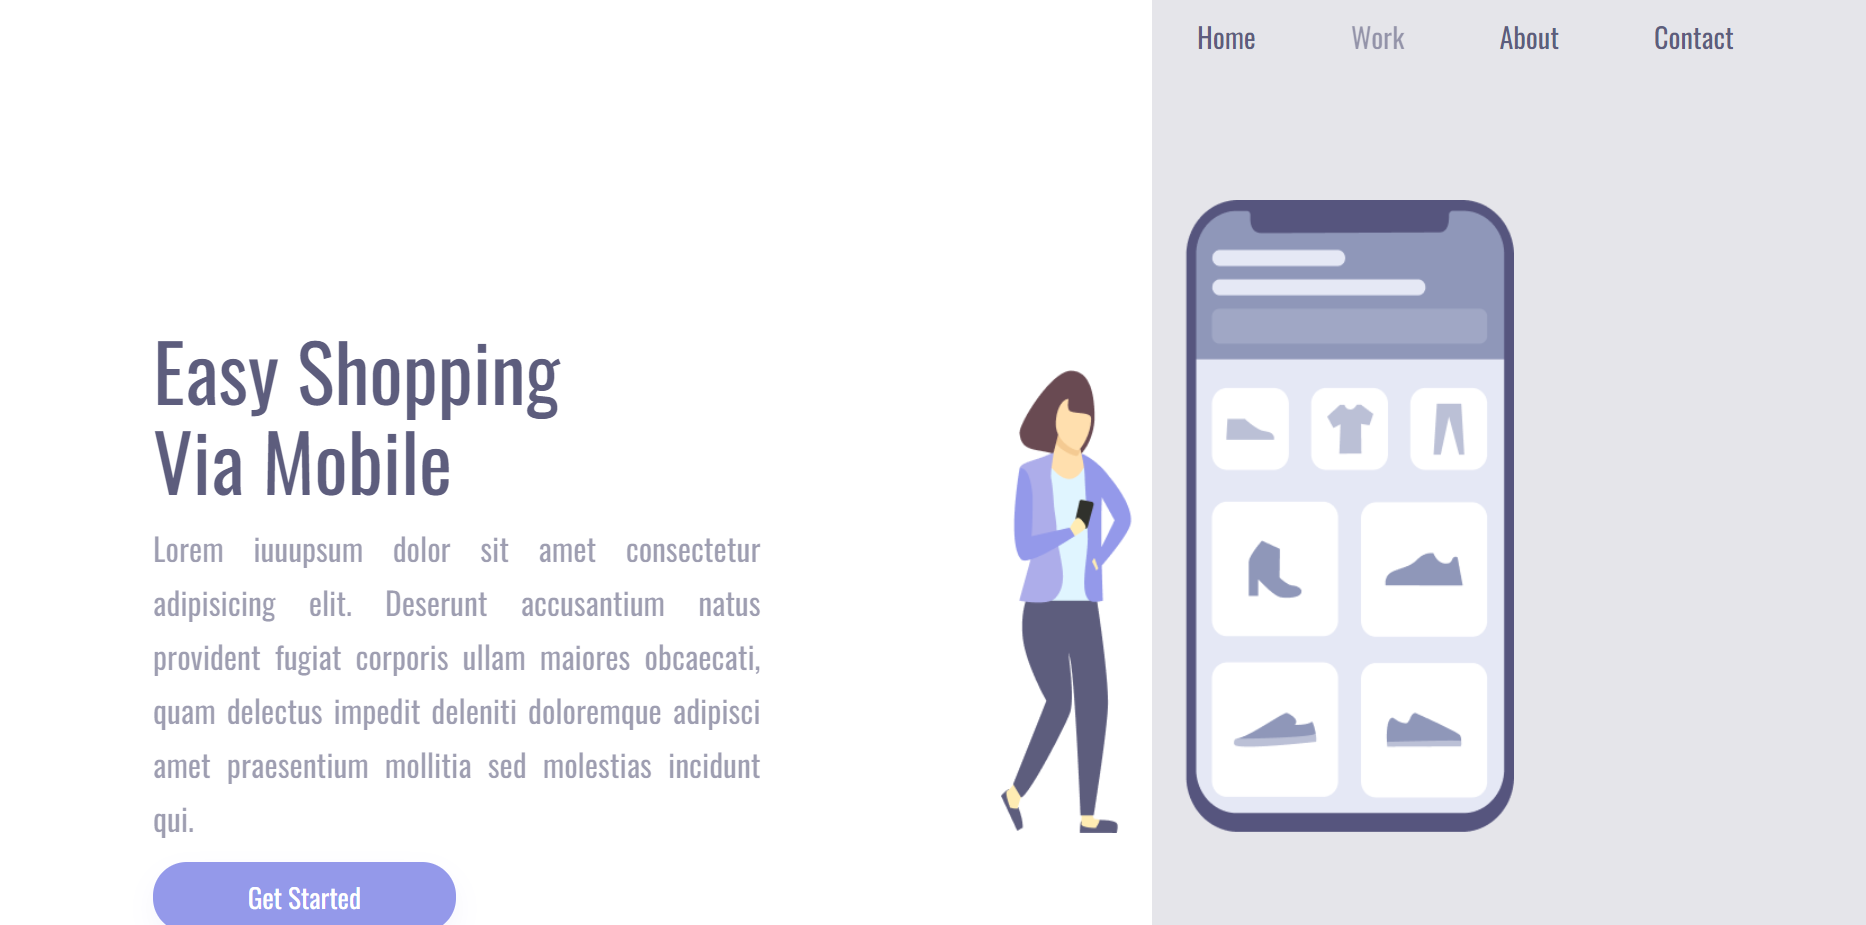 Home Work About Contact
Easy Shopping
Via Mobile
Lorem iuuupsum dolor sit amet consectetur
adipisicing elit. Deserunt accusantium natus
provident fugiat corporis ullam maiores obcaecati,
quam delectus impedit deleniti doloremque adipisci
amet praesentium mollitia sed molestias incidunt
qui.
Get Started